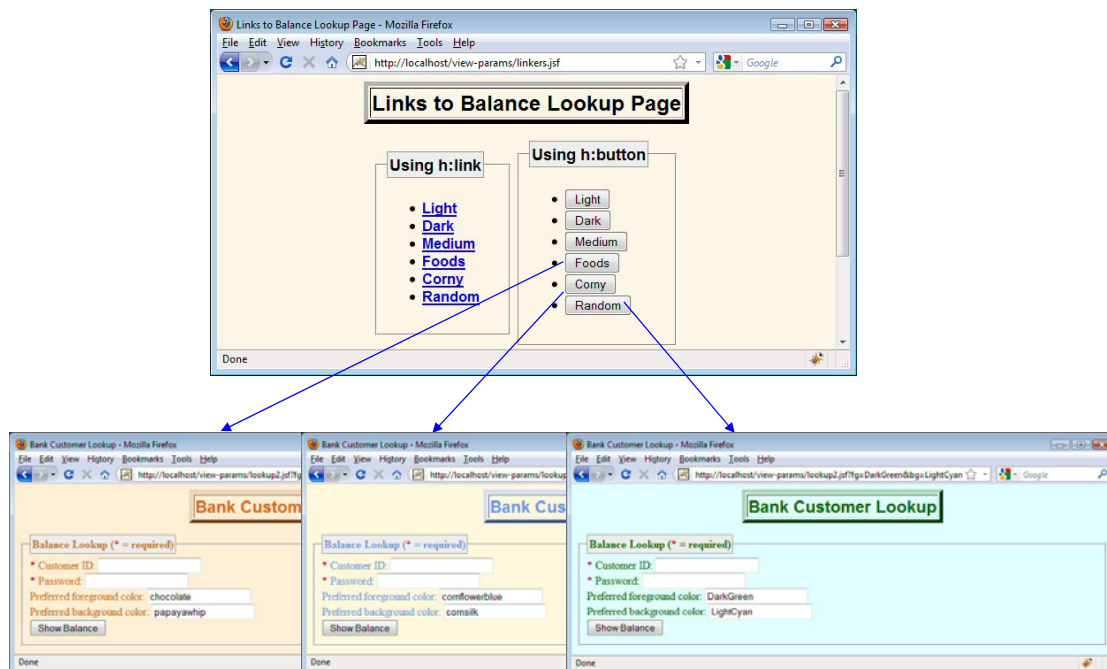 Links to Balance Lookup Page - Mozilla Firefox
File Edit View History Bookmarks Tools Help
http://localhost/view-params/linkers.jsf
Google
Links to Balance Lookup Page
Using h:link
Light
Dark
Medium
Foods
Corny
Random
Using h:button
Light
Dark
Medium
Foods
Corny
Random
Done
Bank Customer Lookup - Mozilla Firefox
File Edit View History Bookmarks Tools Help
http://localhost/view-params/lookup2.jsf?fg
Bank Custom
Balance Lookup (* = required)
* Customer ID:
* Password:
Preferred foreground color: chocolate
Preferred background color: papayawhip
Show Balance
Done
Bank Customer Lookup - Mozilla Firefox
File Edit View History Bookmarks Tools Help
http://localhost/view-params/lookup
Bank Cus
Balance Lookup (* = required)
* Customer ID:
* Password:
Preferred foreground color: cornflowerblue
Preferred background color: cornsilk
Show Balance
Done
Bank Customer Lookup - Mozilla Firefox
File Edit View History Bookmarks Tools Help
http://localhost/view-params/lookup2.jsf?fg=DarkGreen&bg=LightCyan
Google
Bank Customer Lookup
Balance Lookup (* = required)
* Customer ID:
* Password:
Preferred foreground color: DarkGreen
Preferred background color: LightCyan
Show Balance
Done